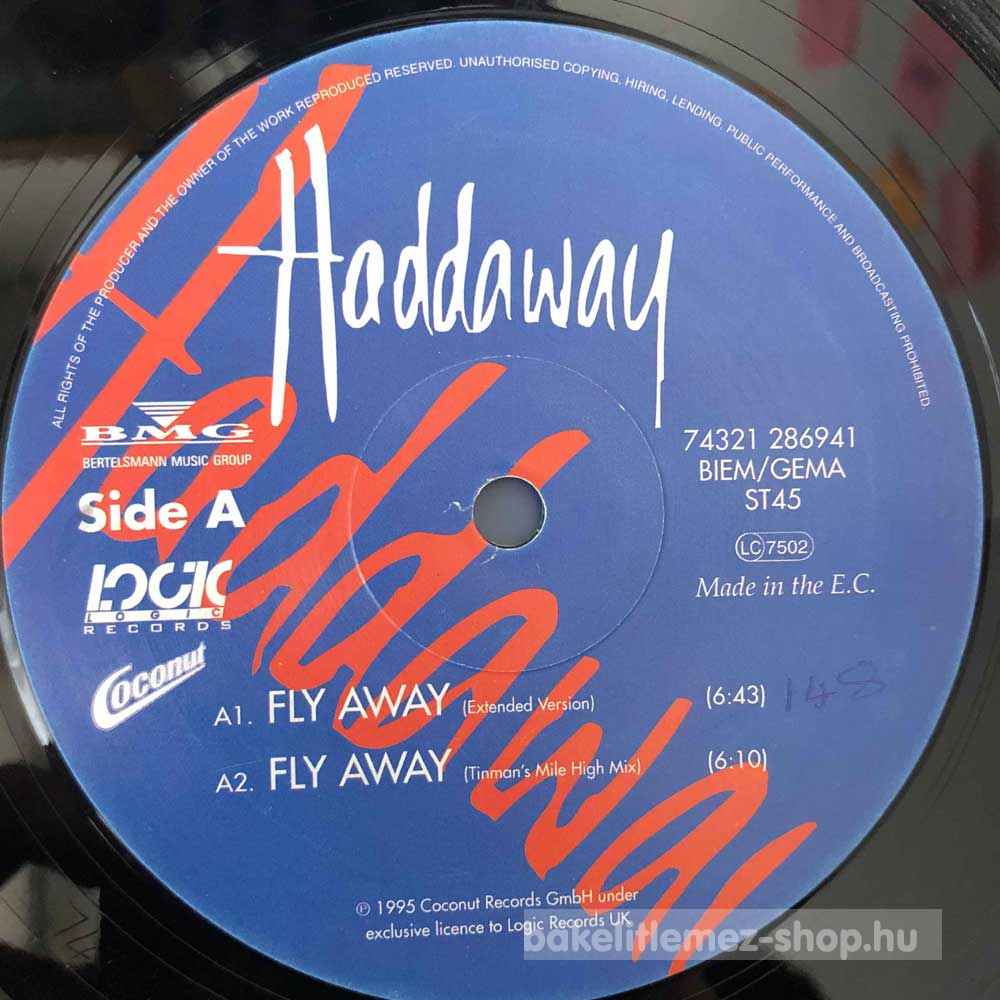 ALL RIGHTS OF THE PRODUCER AND THE OWNER OF THE WORK REPRODUCED RESERVED. UNAUTHORISED COPYING, HIRING, LENDING, PUBLIC PERFORMANCE AND BROADCASTING PROHIBITED.
Haddaway
Haddaway
BMG
BERTELSMANN MUSIC GROUP
Side A
LOGIC
LOGIC
RECORDS
Coconut
74321 286941
BIEM/GEMA
ST45
LC 7502
Made in the E.C.
A1. FLY AWAY (Extended Version) (6:43) 148
A2. FLY AWAY (Tinman's Mile High Mix) (6:10)
℗ 1995 Coconut Records GmbH under
exclusive licence to Logic Records UK
bakelitlemez-shop.hu